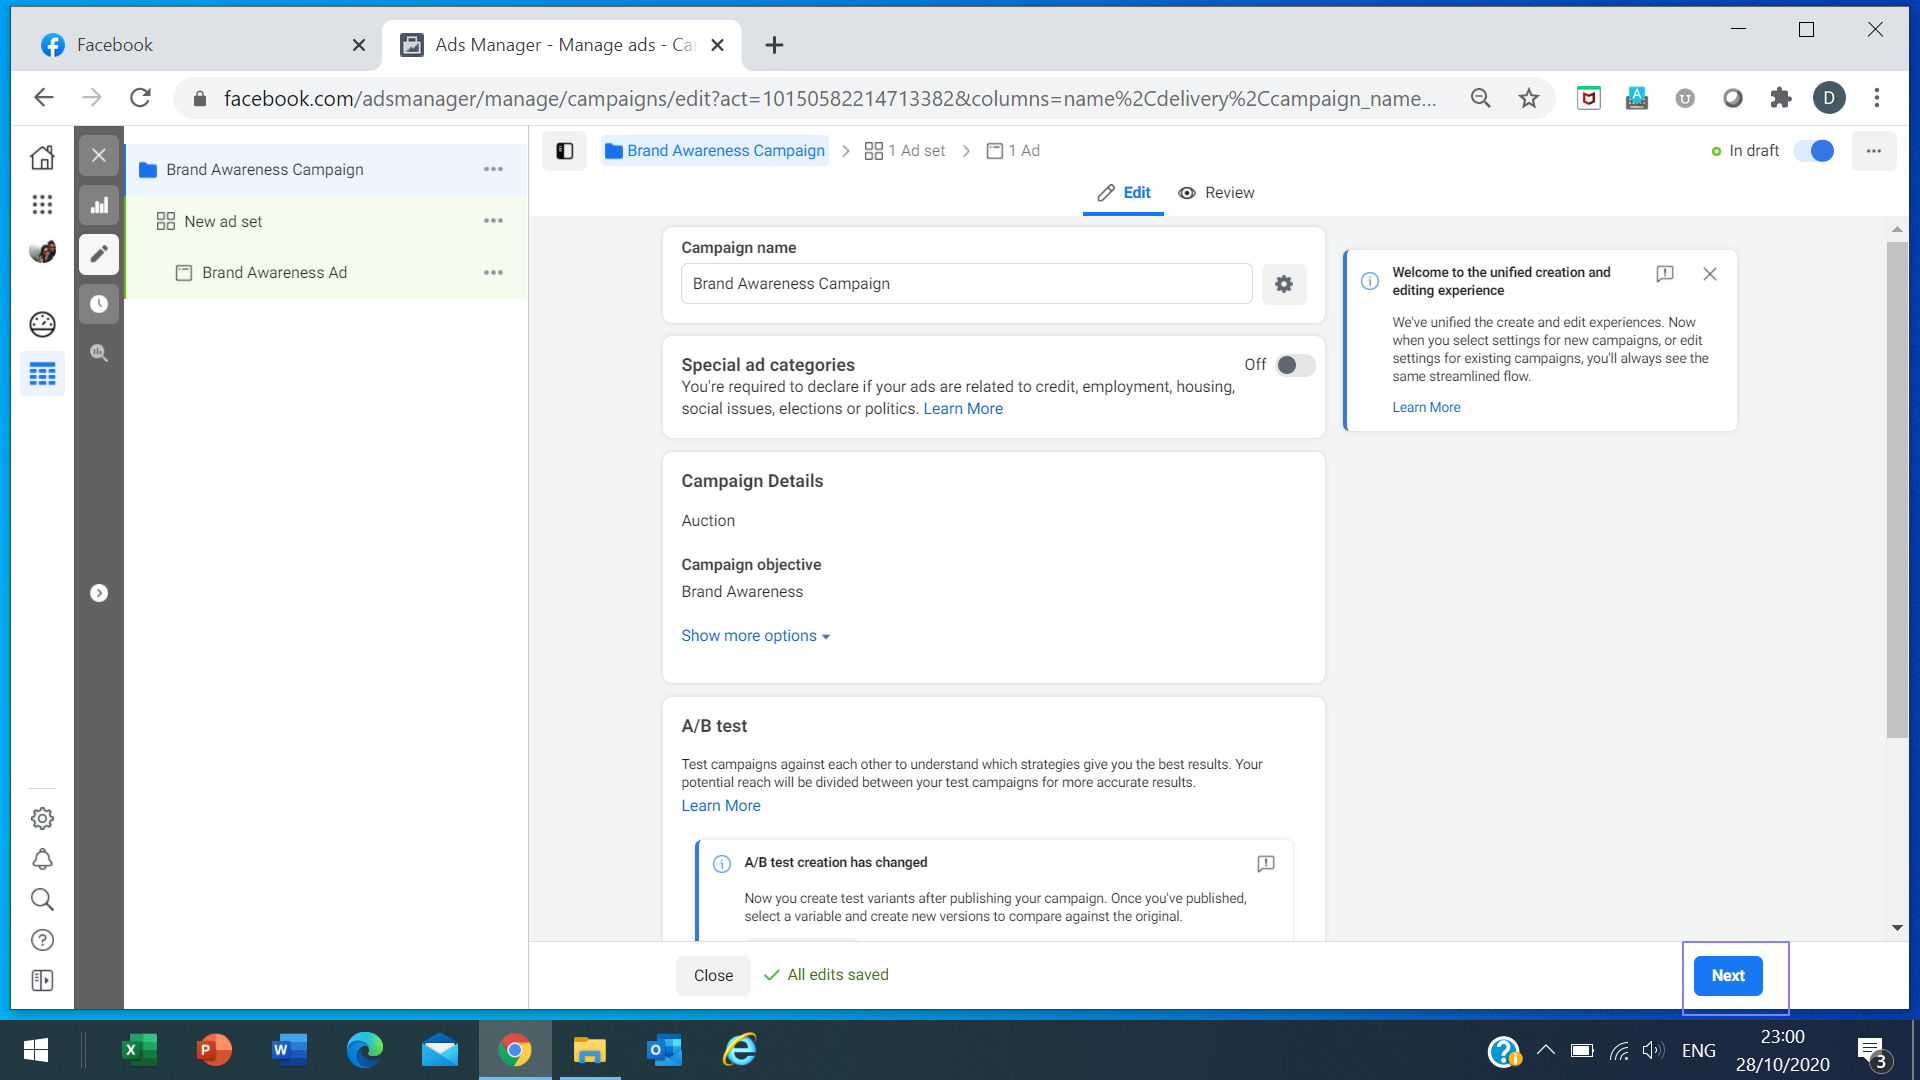 Facebook
Ads Manager - Manage ads - Ca
facebook.com/adsmanager/manage/campaigns/edit?act=10150582214713382&columns=name%2Cdelivery%2Ccampaign_name...
D
Brand Awareness Campaign
New ad set
Brand Awareness Ad
Brand Awareness Campaign
1 Ad set
1 Ad
In draft
Edit
Review
Campaign name
Brand Awareness Campaign
Special ad categories
Off
You're required to declare if your ads are related to credit, employment, housing,
social issues, elections or politics. Learn More
Campaign Details
Auction
Campaign objective
Brand Awareness
Show more options
A/B test
Test campaigns against each other to understand which strategies give you the best results. Your
potential reach will be divided between your test campaigns for more accurate results.
Learn More
A/B test creation has changed
Now you create test variants after publishing your campaign. Once you've published,
select a variable and create new versions to compare against the original.
Welcome to the unified creation and
editing experience
We've unified the create and edit experiences. Now
when you select settings for new campaigns, or edit
settings for existing campaigns, you'll always see the
same streamlined flow.
Learn More
Close
All edits saved
Next
ENG
23:00
28/10/2020
3